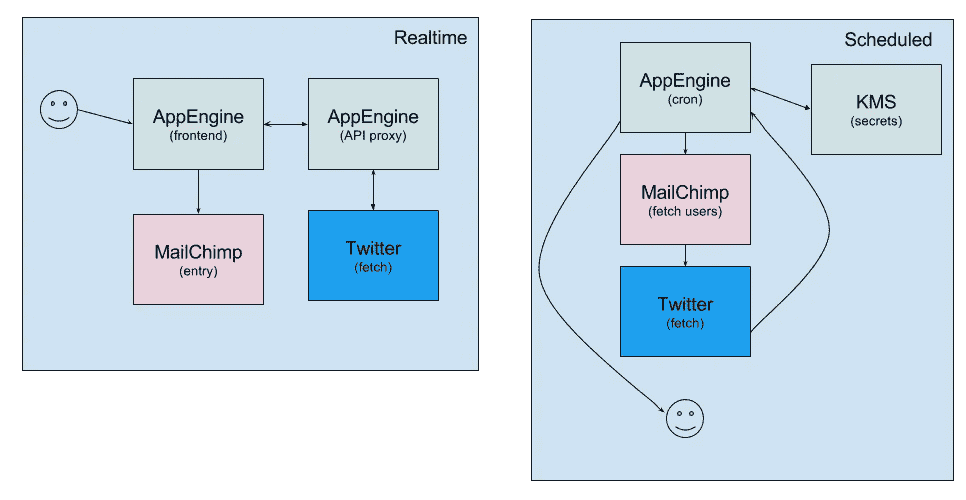 Realtime
AppEngine
(frontend)
AppEngine
(API proxy)
MailChimp
(entry)
Twitter
(fetch)
Scheduled
AppEngine
(cron)
KMS
(secrets)
MailChimp
(fetch users)
Twitter
(fetch)